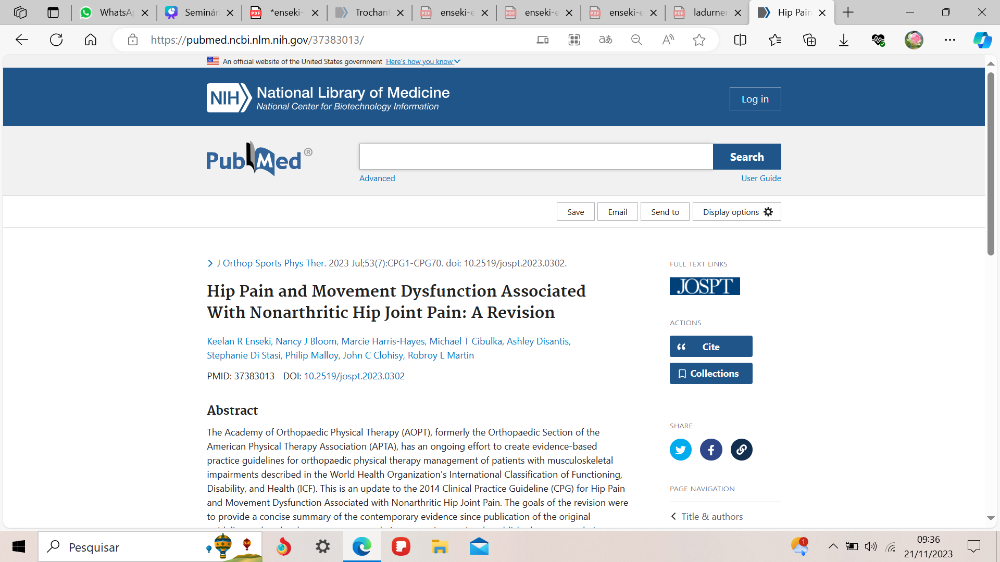 WhatsAp
Seminári
*enseki-
Trochant
enseki-e
enseki-e
enseki-e
ladurner
Hip Pain
https://pubmed.ncbi.nlm.nih.gov/37383013/
An official website of the United States government Here's how you know
NIH National Library of Medicine
National Center for Biotechnology Information
Log in
PubMed®
Search
Advanced
User Guide
Save
Email
Send to
Display options
J Orthop Sports Phys Ther. 2023 Jul;53(7):CPG1-CPG70. doi: 10.2519/jospt.2023.0302.
Hip Pain and Movement Dysfunction Associated
With Nonarthritic Hip Joint Pain: A Revision
Keelan R Enseki, Nancy J Bloom, Marcie Harris-Hayes, Michael T Cibulka, Ashley Disantis,
Stephanie Di Stasi, Philip Malloy, John C Clohisy, Robroy L Martin
PMID: 37383013 DOI: 10.2519/jospt.2023.0302
Abstract
The Academy of Orthopaedic Physical Therapy (AOPT), formerly the Orthopaedic Section of the
American Physical Therapy Association (APTA), has an ongoing effort to create evidence-based
practice guidelines for orthopaedic physical therapy management of patients with musculoskeletal
impairments described in the World Health Organization's International Classification of Functioning,
Disability, and Health (ICF). This is an update to the 2014 Clinical Practice Guideline (CPG) for Hip Pain
and Movement Dysfunction Associated with Nonarthritic Hip Joint Pain. The goals of the revision were
to provide a concise summary of the contemporary evidence since publication of the original
FULL TEXT LINKS
JOSPT
ACTIONS
Cite
Collections
SHARE
PAGE NAVIGATION
Title & authors
Pesquisar
1
09:36
21/11/2023